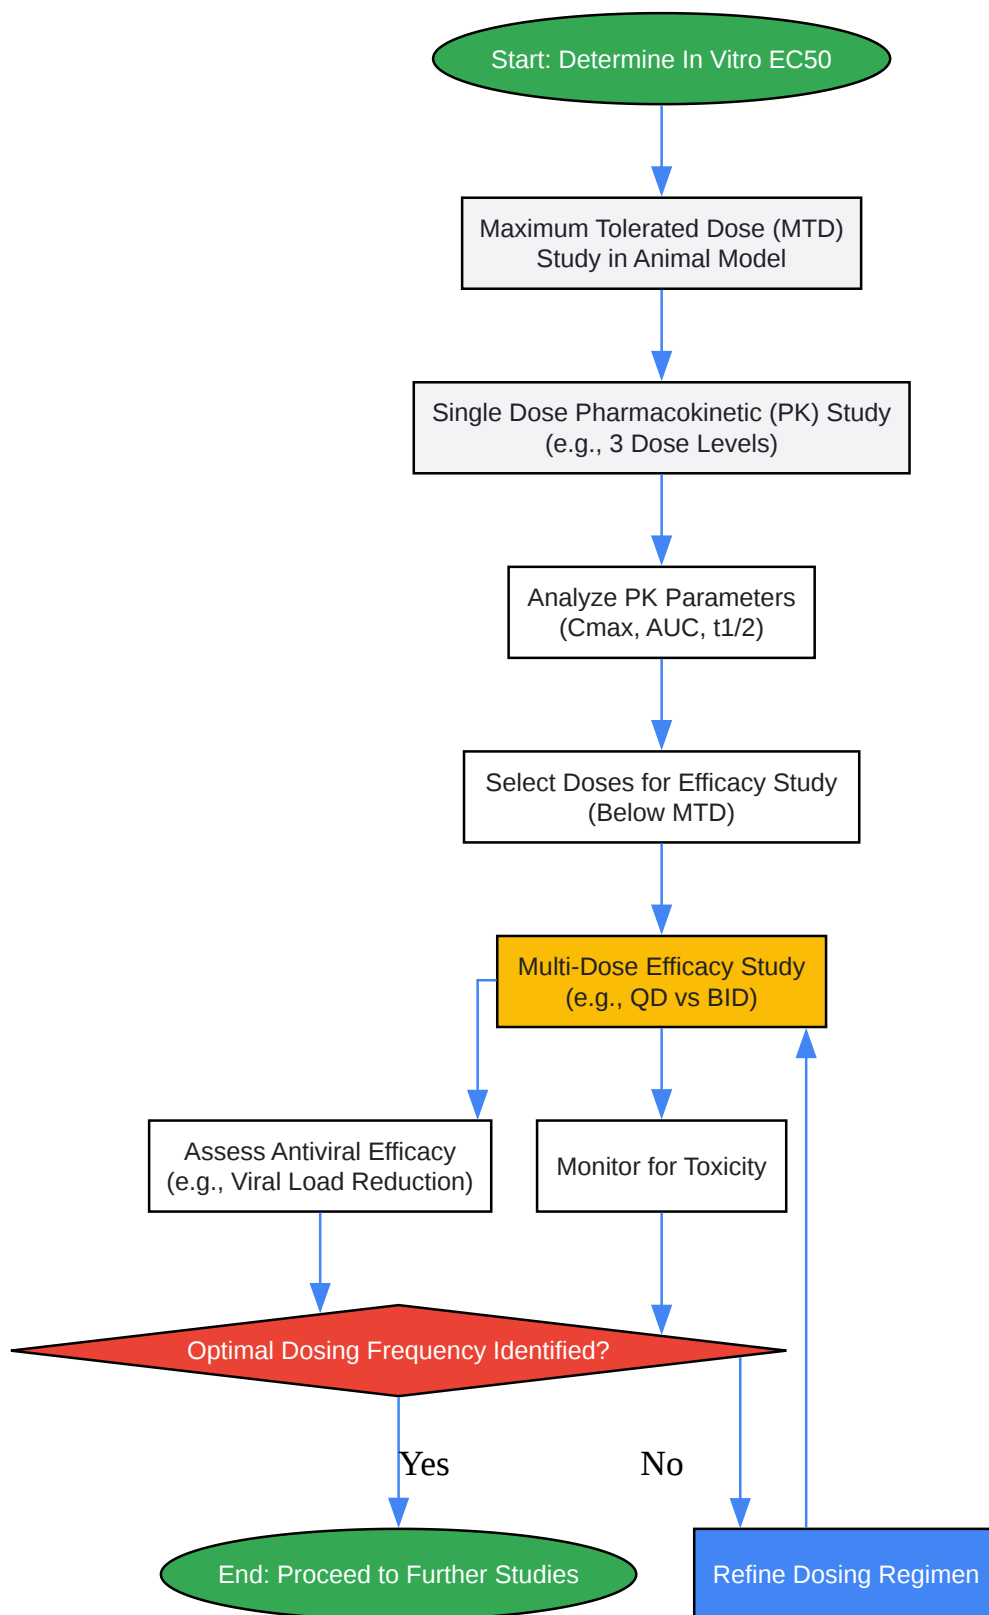 Start: Determine In Vitro EC50
Maximum Tolerated Dose (MTD)
Study in Animal Model
Single Dose Pharmacokinetic (PK) Study
(e.g., 3 Dose Levels)
Analyze PK Parameters
(Cmax, AUC, t1/2)
Select Doses for Efficacy Study
(Below MTD)
Multi-Dose Efficacy Study
(e.g., QD vs BID)
Assess Antiviral Efficacy
(e.g., Viral Load Reduction)
Monitor for Toxicity
Optimal Dosing Frequency Identified?
Yes
No
End: Proceed to Further Studies
Refine Dosing Regimen